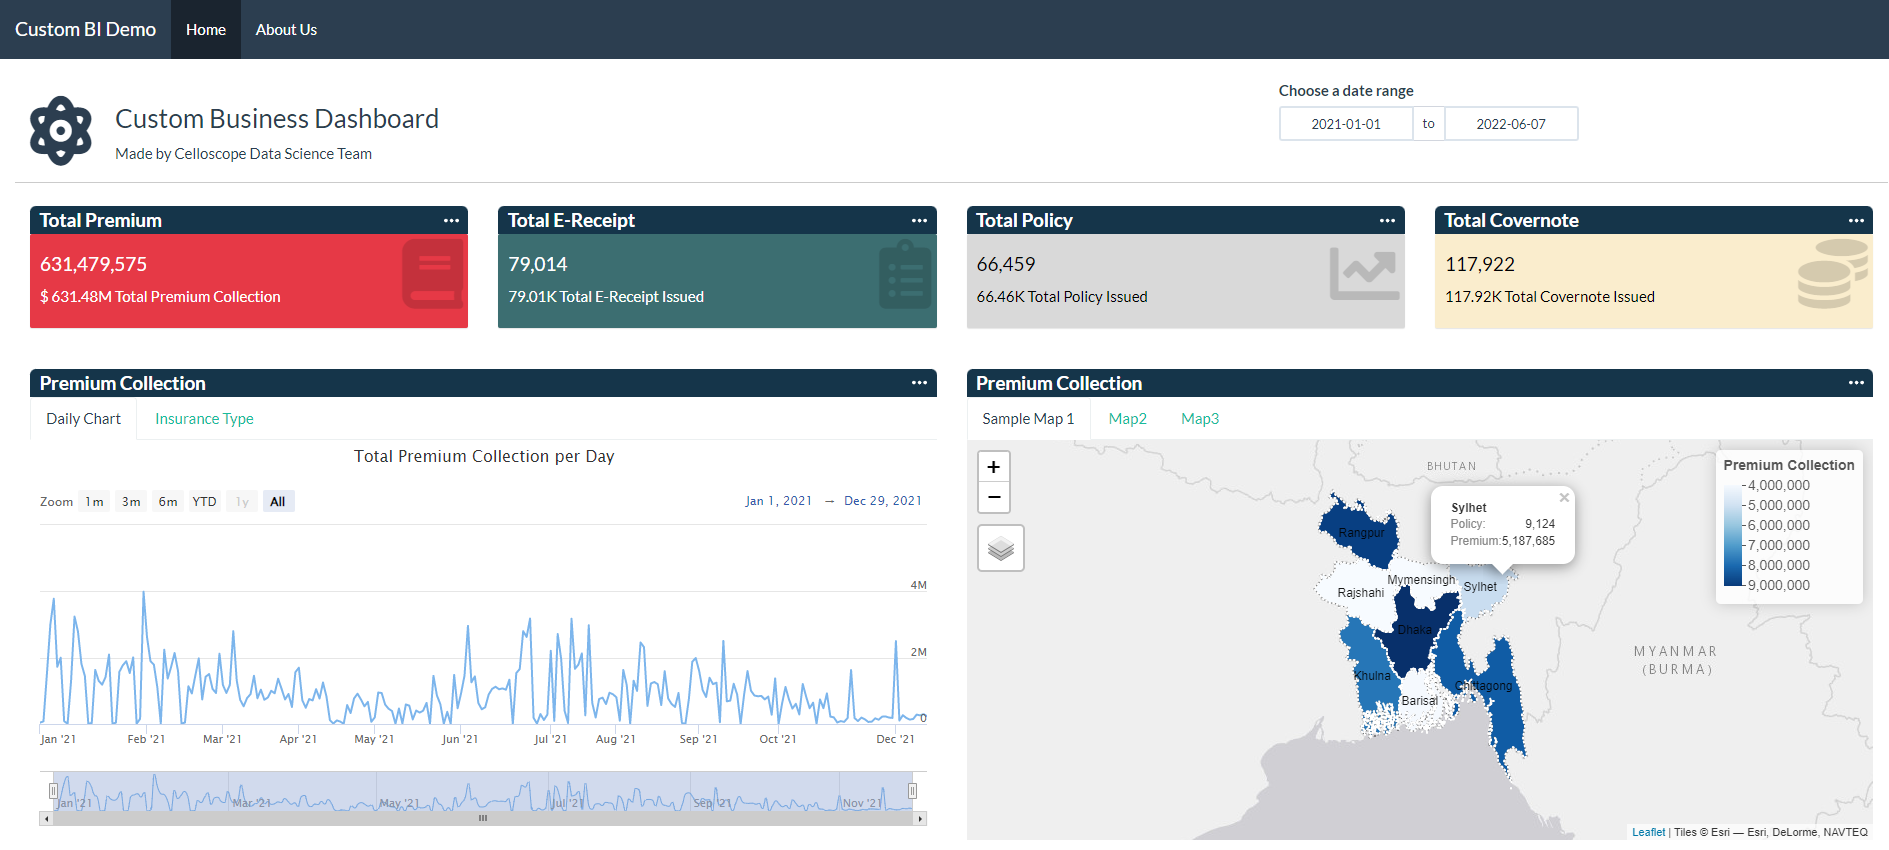 Custom BI Demo Home About Us
Custom Business Dashboard
Made by Celloscope Data Science Team
Choose a date range
2021-01-01 to 2022-06-07
Total Premium
631,479,575
$ 631.48M Total Premium Collection
Total E-Receipt
79,014
79.01K Total E-Receipt Issued
Total Policy
66,459
66.46K Total Policy Issued
Total Covernote
117,922
117.92K Total Covernote Issued
Premium Collection
Daily Chart Insurance Type
Total Premium Collection per Day
Zoom 1m 3m 6m YTD 1y All
Jan 1, 2021 → Dec 29, 2021
4M
2M
0
Jan '21 Feb '21 Mar '21 Apr '21 May '21 Jun '21 Jul '21 Aug '21 Sep '21 Oct '21 Dec '21
Jan '21 Mar '21 May '21 Jul '21 Sep '21 Nov '21
Premium Collection
Sample Map 1 Map2 Map3
+
−
BHUTAN
Sylhet ×
Policy: 9,124
Premium: 5,187,685
Rangpur
Mymensingh
Rajshahi
Sylhet
Dhaka
Khulna
Chittagong
Barisal
MYANMAR
(BURMA)
Premium Collection
4,000,000
5,000,000
6,000,000
7,000,000
8,000,000
9,000,000
Leaflet | Tiles © Esri — Esri, DeLorme, NAVTEQ